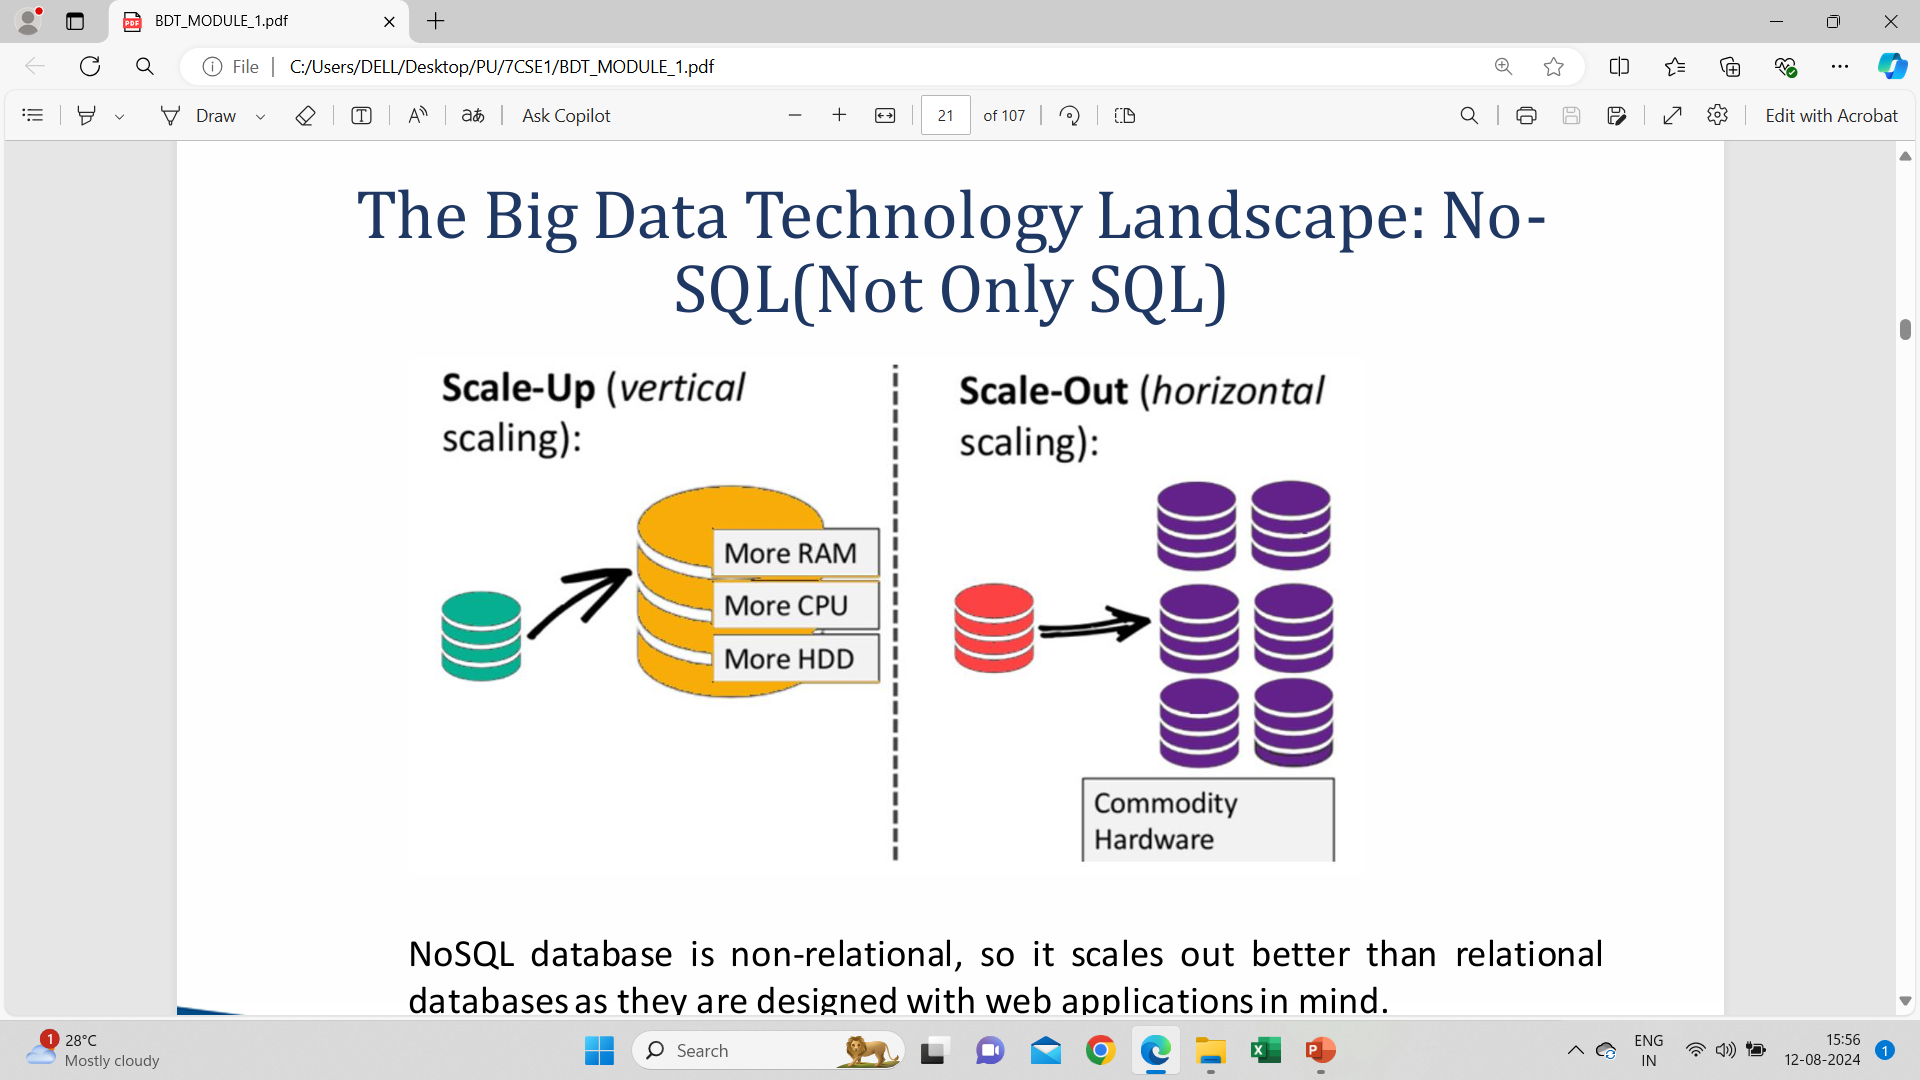 BDT_MODULE_1.pdf
File
C:/Users/DELL/Desktop/PU/7CSE1/BDT_MODULE_1.pdf
Draw
aあ
Ask Copilot
21
of 107
Edit with Acrobat
The Big Data Technology Landscape: No-
SQL(Not Only SQL)
Scale-Up (vertical
scaling):
More RAM
More CPU
More HDD
Scale-Out (horizontal
scaling):
Commodity
Hardware
NoSQL database is non-relational, so it scales out better than relational
databases as they are designed with web applications in mind.
1
28°C
Mostly cloudy
Search
ENG
IN
15:56
12-08-2024
1